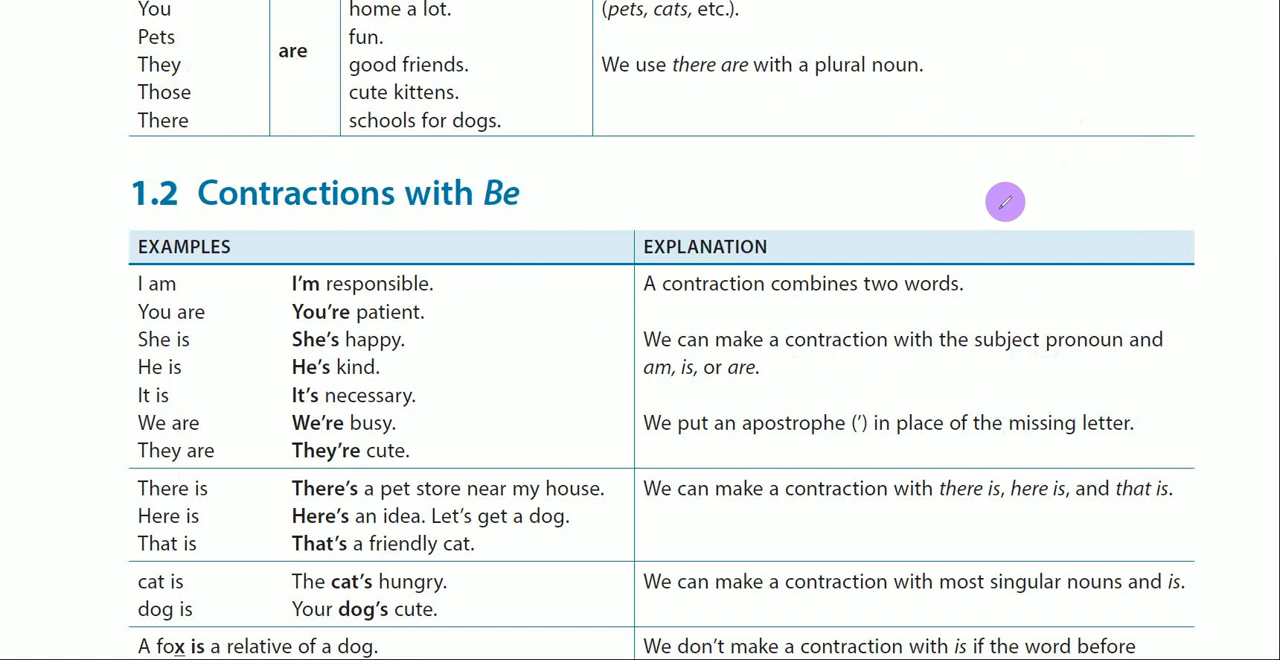 You home a lot. (pets, cats, etc.).
Pets fun.
are
They good friends. We use there are with a plural noun.
Those cute kittens.
There schools for dogs.
1.2 Contractions with Be
EXAMPLES EXPLANATION
I am I'm responsible. A contraction combines two words.
You are You're patient.
She is She's happy. We can make a contraction with the subject pronoun and
He is He's kind. am, is, or are.
It is It's necessary.
We are We're busy. We put an apostrophe (') in place of the missing letter.
They are They're cute.
There is There's a pet store near my house. We can make a contraction with there is, here is, and that is.
Here is Here's an idea. Let's get a dog.
That is That's a friendly cat.
cat is The cat's hungry. We can make a contraction with most singular nouns and is.
dog is Your dog's cute.
A fox is a relative of a dog. We don't make a contraction with is if the word before